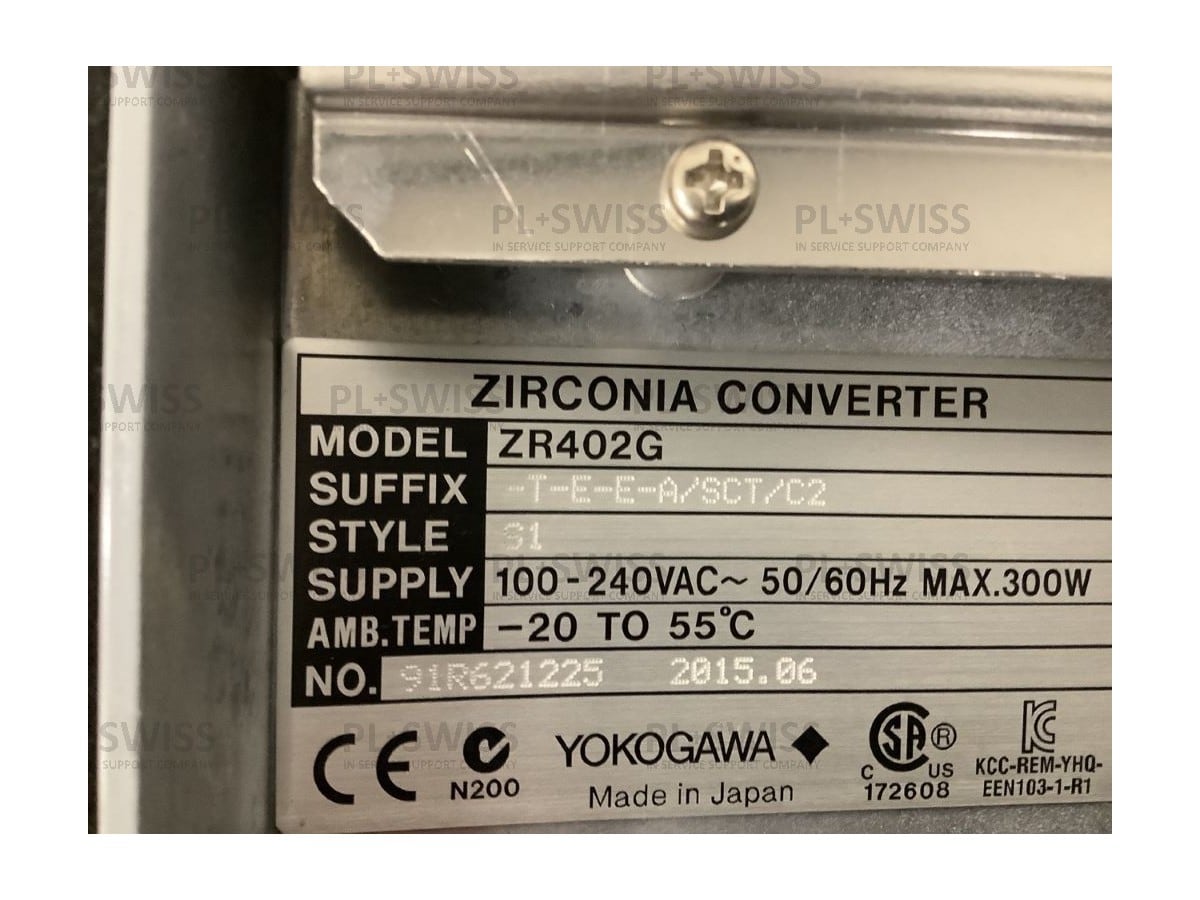 ZIRCONIA CONVERTER
MODEL ZR402G
SUFFIX -T-E-E-A/SCT/C2
STYLE S1
SUPPLY 100-240VAC~ 50/60Hz MAX.300W
AMB.TEMP -20 TO 55°C
NO. 91R621225 2015.06
CE N200 YOKOGAWA Made in Japan
SA ® C US 172608
KC KCC-REM-YHQ-
EEN103-1-R1
PL+SWISS
IN SERVICE SUPPORT COMPANY